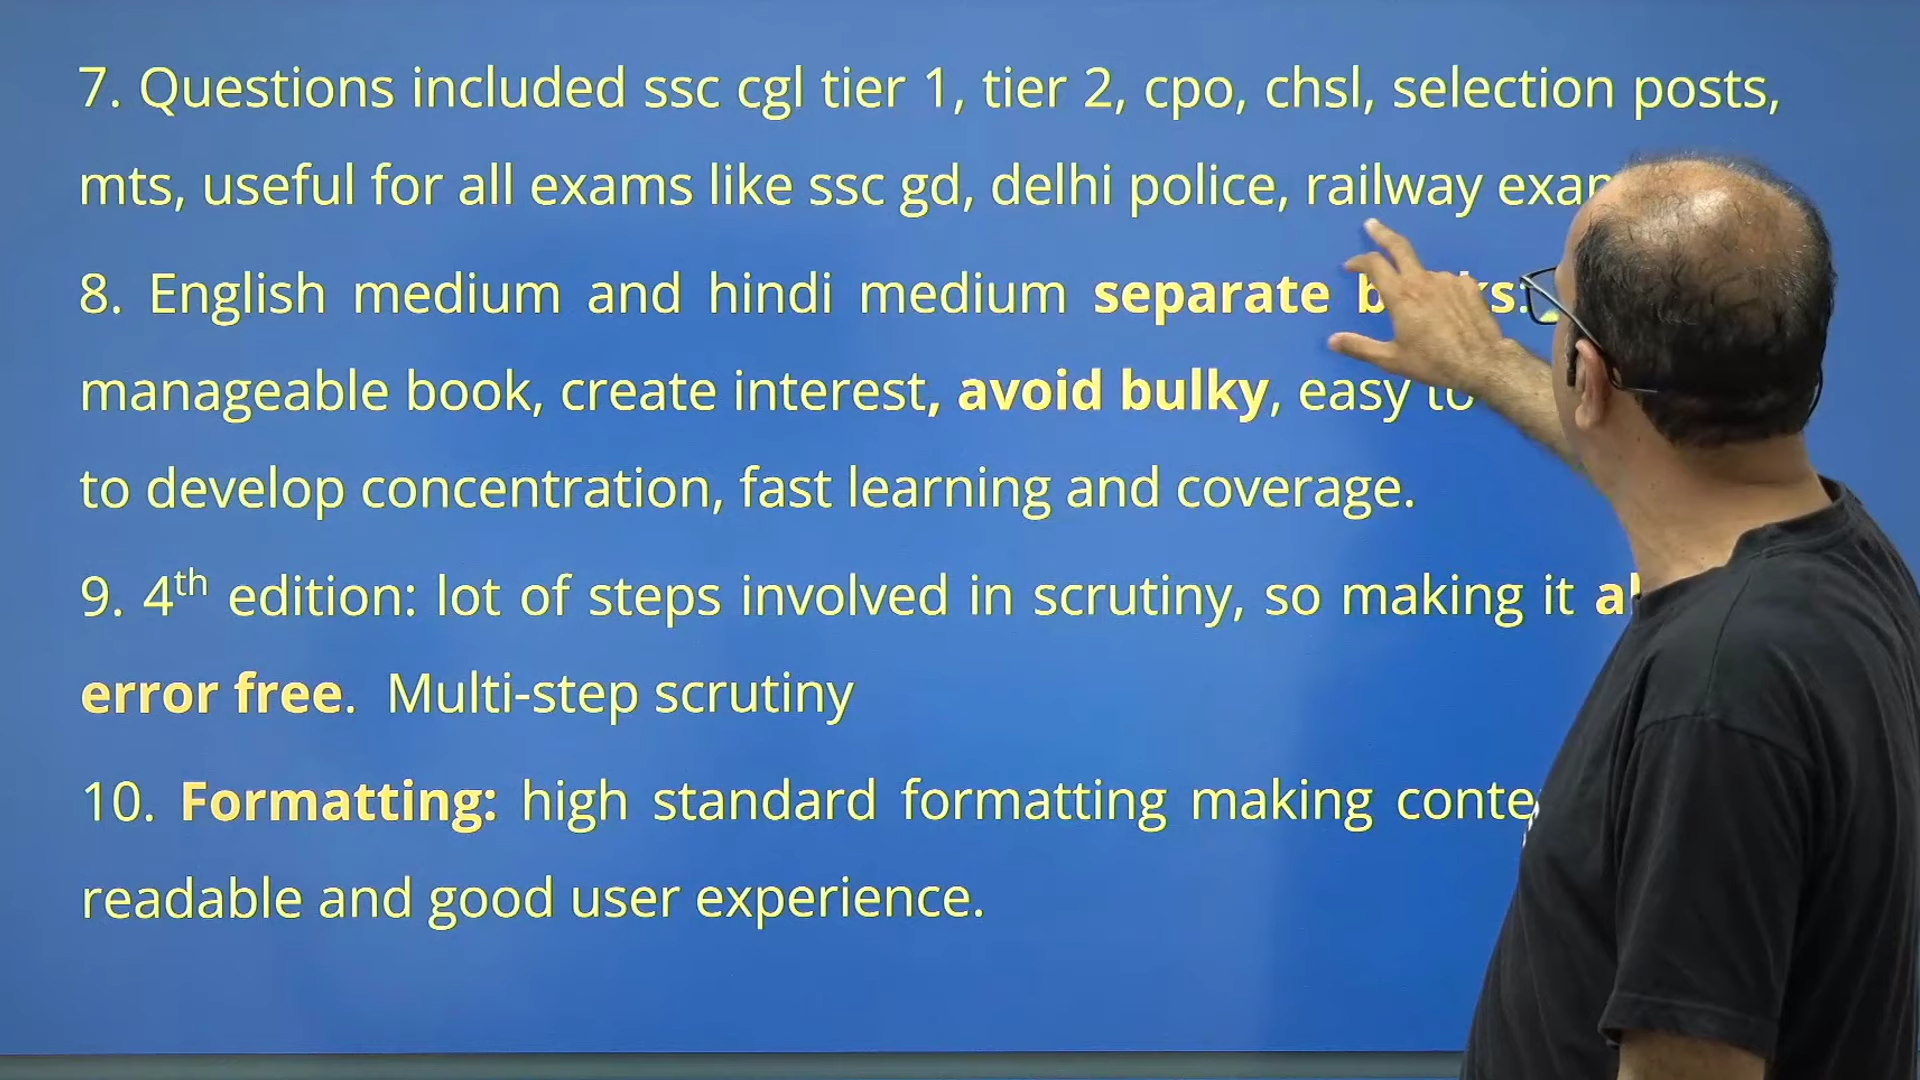 7. Questions included ssc cgl tier 1, tier 2, cpo, chsl, selection posts,
mts, useful for all exams like ssc gd, delhi police, railway
8. English medium and hindi medium separate
manageable book, create interest, avoid bulky, easy to
to develop concentration, fast learning and coverage.
9. 4th edition: lot of steps involved in scrutiny, so making it
error free. Multi-step scrutiny
10. Formatting: high standard formatting making
readable and good user experience.